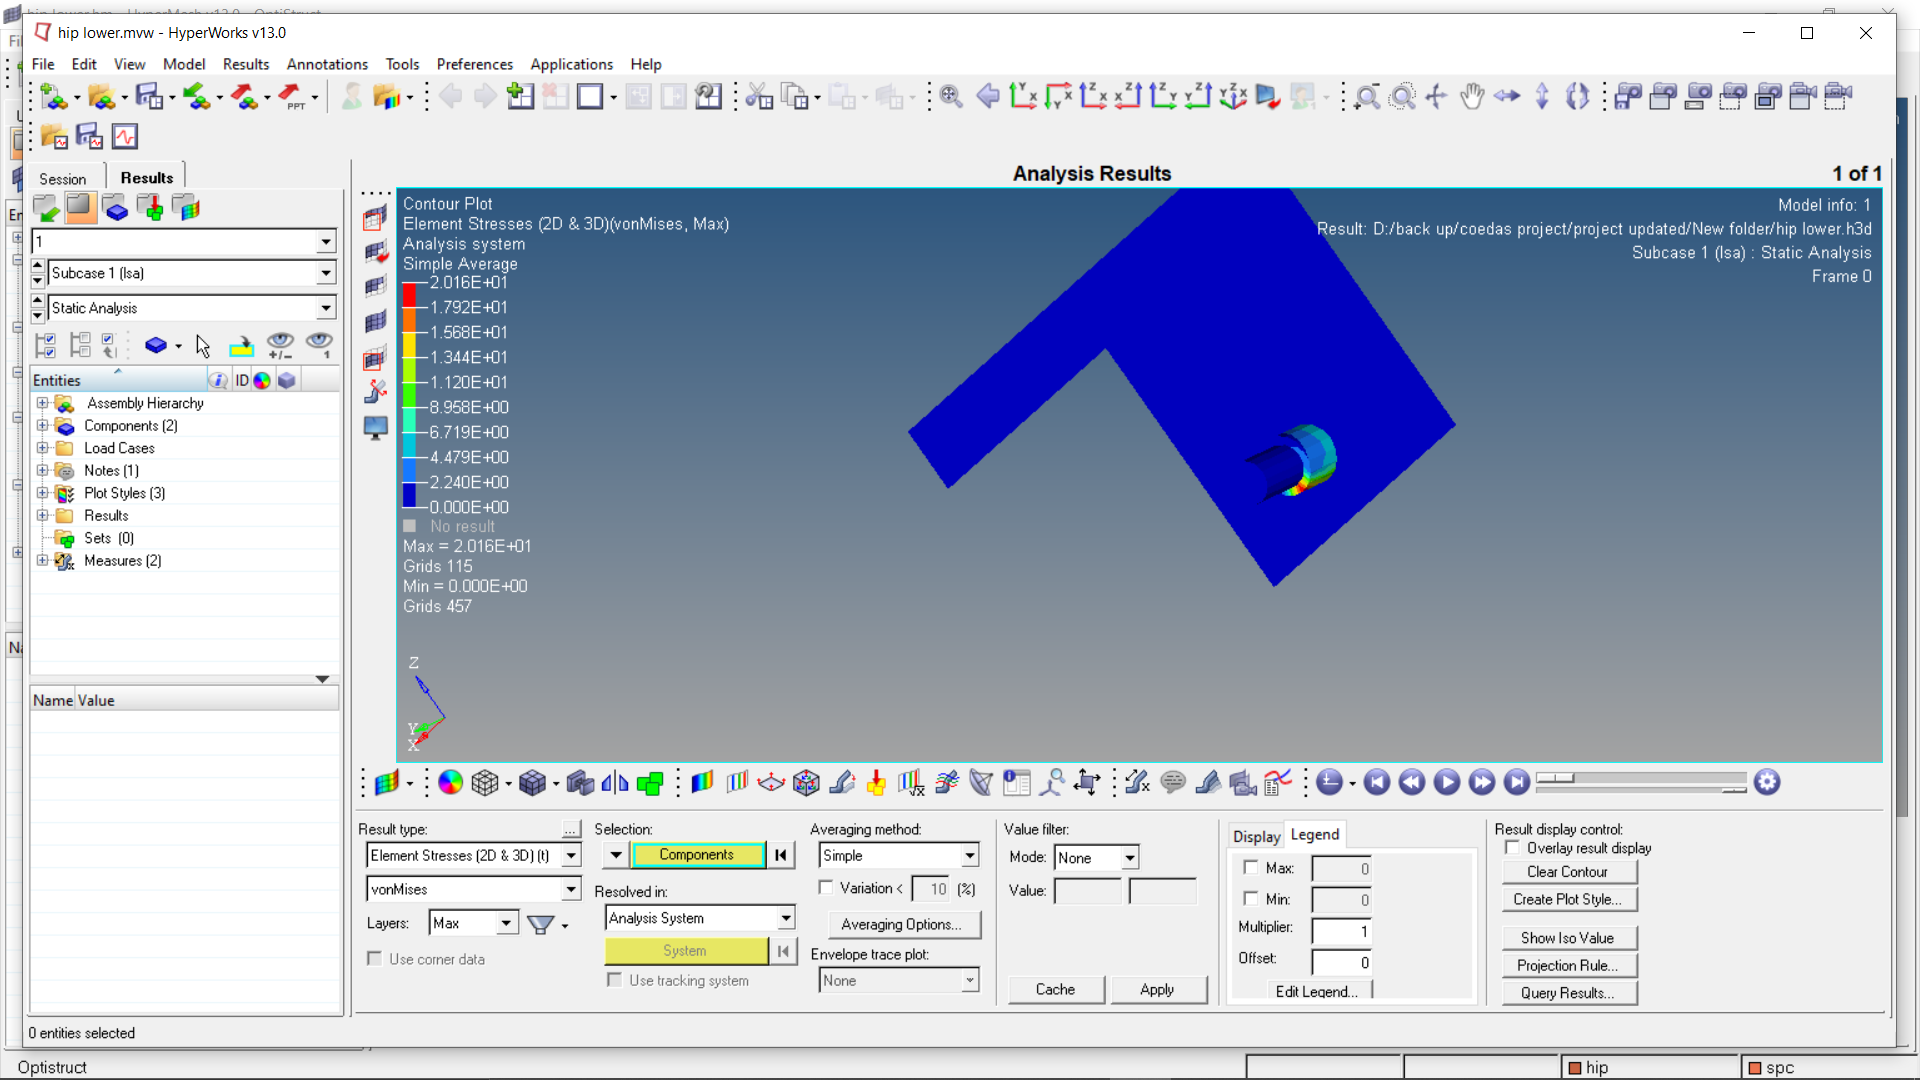 hip lower.mvw - HyperWorks v13.0
File Edit View Model Results Annotations Tools Preferences Applications Help
PPT
Session Results
Analysis Results
1 of 1
1
Subcase 1 (lsa)
Static Analysis
Entities ID
Assembly Hierarchy
Components (2)
Load Cases
Notes (1)
Plot Styles (3)
Results
Sets (0)
Measures (2)
Name Value
0 entities selected
Contour Plot
Element Stresses (2D & 3D)(vonMises, Max)
Analysis system
Simple Average
2.016E+01
1.792E+01
1.568E+01
1.344E+01
1.120E+01
8.958E+00
6.719E+00
4.479E+00
2.240E+00
0.000E+00
No result
Max = 2.016E+01
Grids 115
Min = 0.000E+00
Grids 457
Model info: 1
Result: D:/back up/coedas project/project updated/New folder/hip lower.h3d
Subcase 1 (lsa) : Static Analysis
Frame 0
Z
Y
X
Result type: ...
Element Stresses (2D & 3D) (t)
vonMises
Layers: Max
Use corner data
Selection:
Components
Resolved in:
Analysis System
System
Use tracking system
Averaging method:
Simple
Variation < 10 (%)
Averaging Options...
Envelope trace plot:
None
Value filter:
Mode: None
Value:
Cache Apply
Display Legend
Max: 0
Min: 0
Multiplier: 1
Offset: 0
Edit Legend...
Result display control:
Overlay result display
Clear Contour
Create Plot Style...
Show Iso Value
Projection Rule...
Query Results...
Optistruct
hip
spc